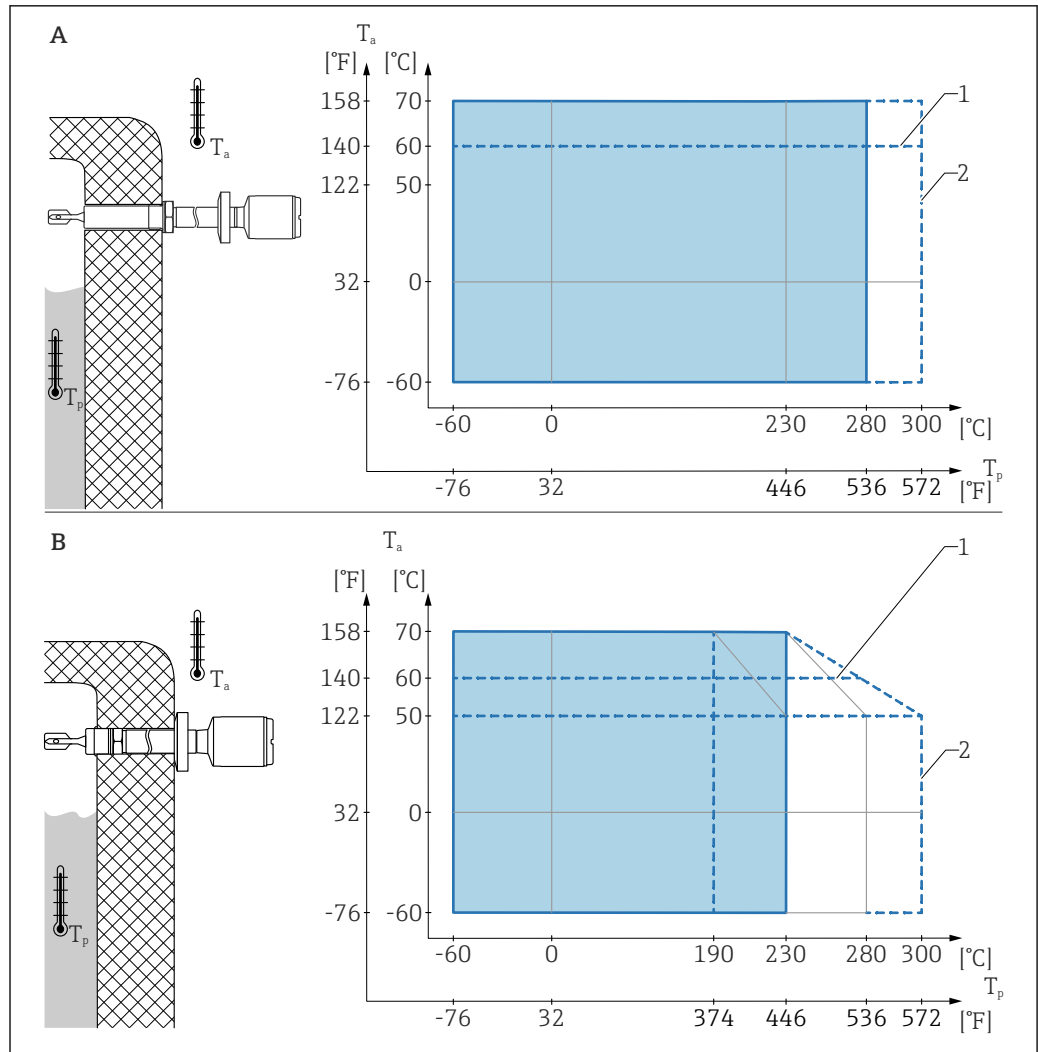 A
Tₐ
[°F] [°C]
158 70
140 60
122 50
32 0
-76 -60
1
2
Tₐ
Tₚ
-60 0 230 280 300 [°C]
Tₚ
-76 32 446 536 572 [°F]
B
Tₐ
[°F] [°C]
158 70
140 60
122 50
32 0
-76 -60
1
2
Tₐ
Tₚ
-60 0 190 230 280 300 [°C]
Tₚ
-76 32 374 446 536 572 [°F]